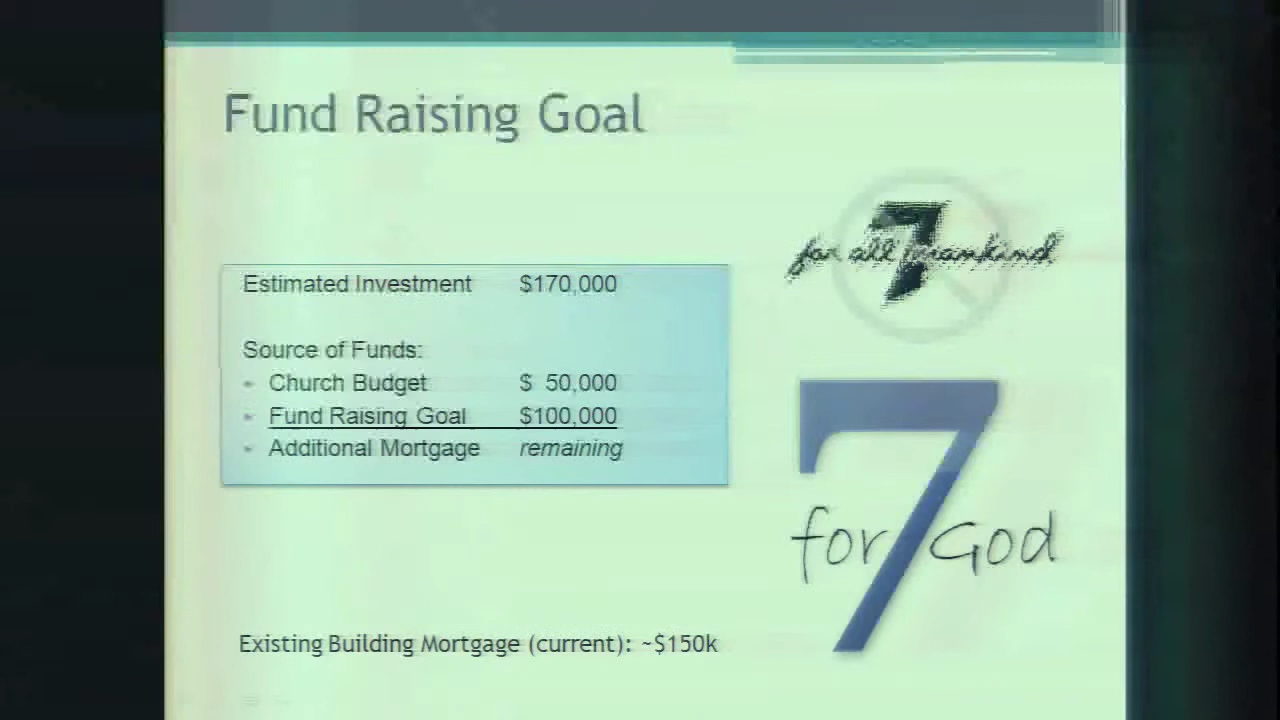 Fund Raising Goal
for all mankind
7
Estimated Investment $170,000
Source of Funds:
- Church Budget $ 50,000
- Fund Raising Goal $100,000
- Additional Mortgage remaining
7
for God
Existing Building Mortgage (current): ~$150k